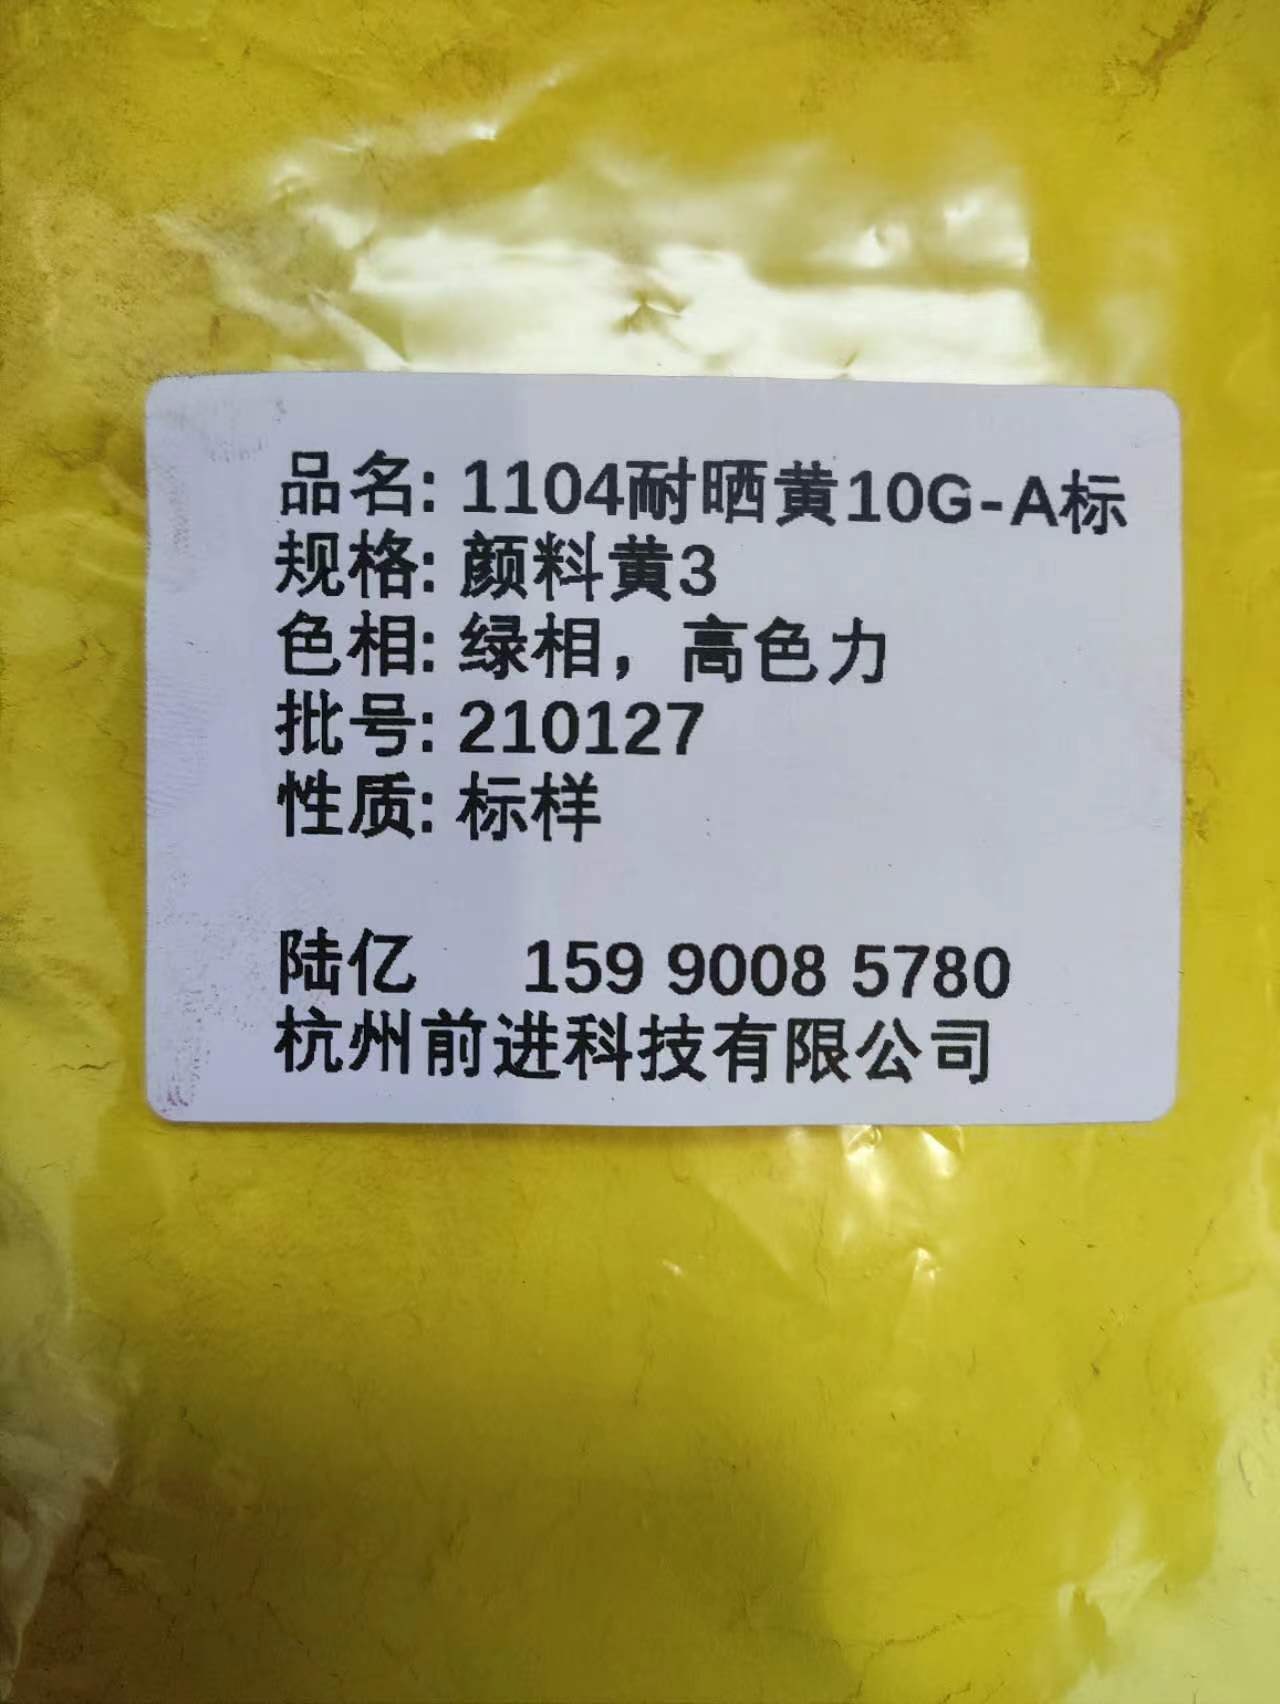 品名: 1104耐晒黄10G-A标
规格: 颜料黄3
色相: 绿相，高色力
批号: 210127
性质: 标样
陆亿 159 9008 5780
杭州前进科技有限公司